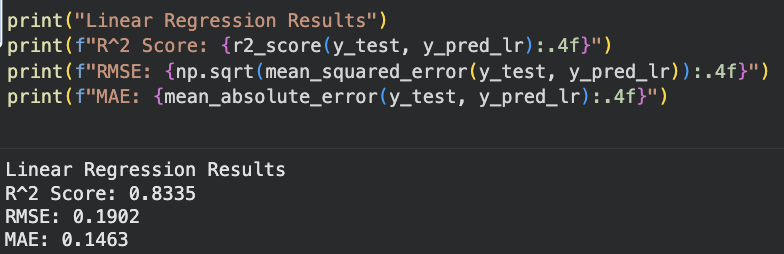 print("Linear Regression Results")
print(f"R^2 Score: {r2_score(y_test, y_pred_lr):.4f}")
print(f"RMSE: {np.sqrt(mean_squared_error(y_test, y_pred_lr)):.4f}")
print(f"MAE: {mean_absolute_error(y_test, y_pred_lr):.4f}")
Linear Regression Results
R^2 Score: 0.8335
RMSE: 0.1902
MAE: 0.1463